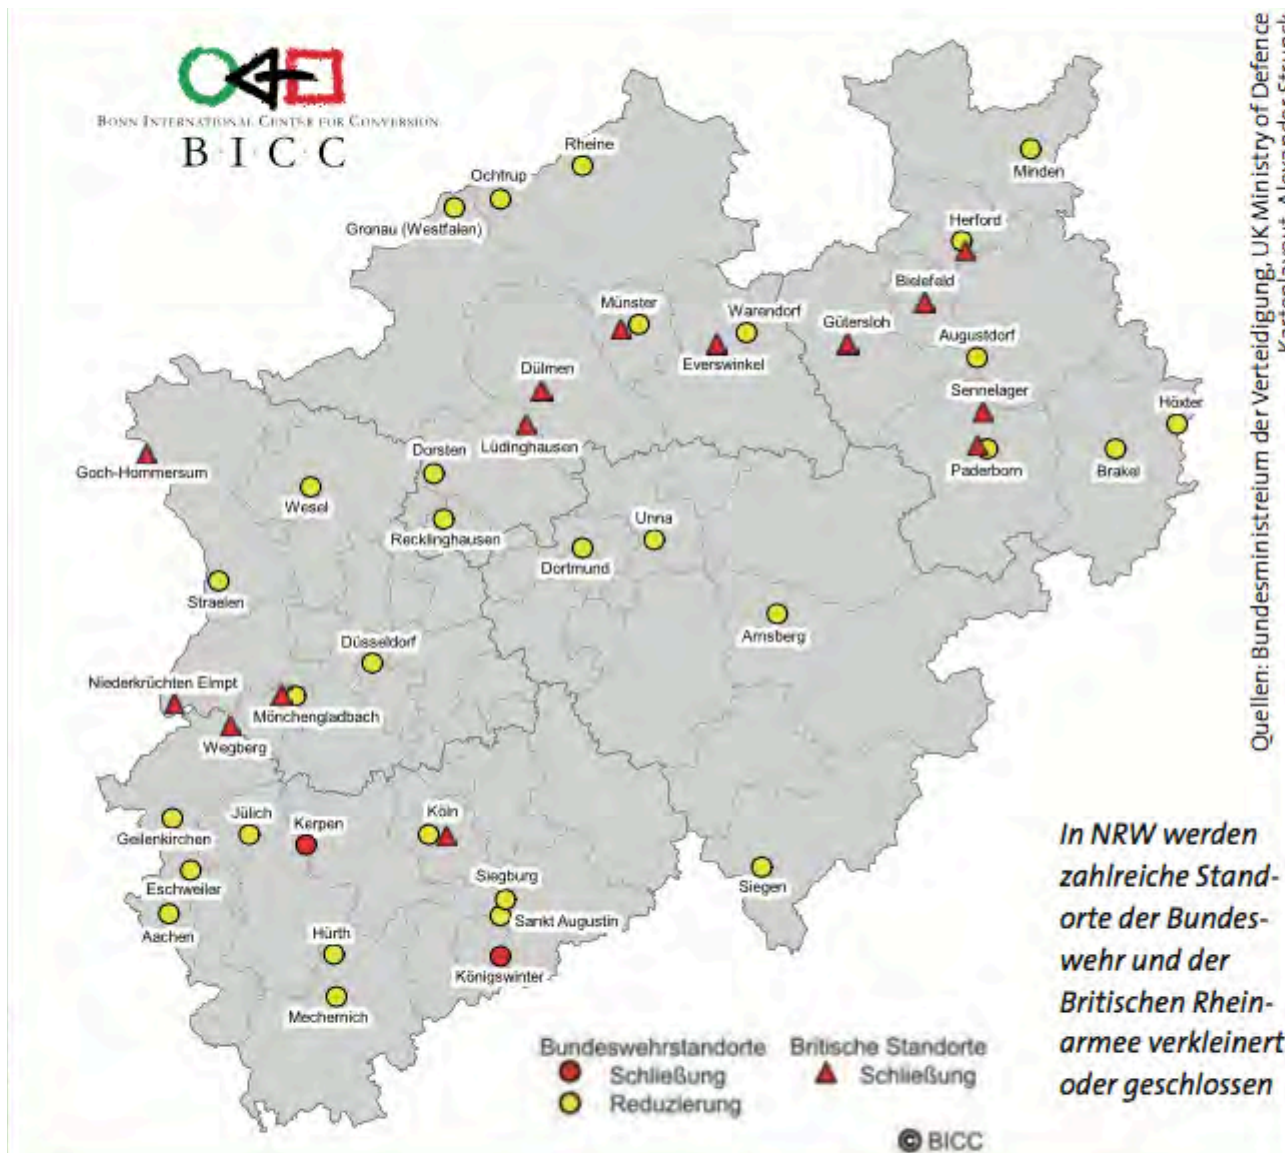 BONN INTERNATIONAL CENTER FOR CONVERSION
B·I·C·C
Rheine
Ochtrup
Gronau (Westfalen)
Minden
Herford
Bielefeld
Münster
Warendorf
Gütersloh
Everswinkel
Augustdorf
Dülmen
Sennelager
Höxter
Lüdinghausen
Dorsten
Goch-Hommersum
Paderborn
Brakel
Wesel
Unna
Recklinghausen
Dortmund
Straelen
Arnsberg
Düsseldorf
Niederkrüchten Elmpt
Mönchengladbach
Wegberg
Jülich
Kerpen
Köln
Geilenkirchen
Siegburg
Siegen
Eschweiler
Sankt Augustin
Aachen
Hürth
Königswinter
Mechernich
Bundeswehrstandorte
Schließung
Reduzierung
Britische Standorte
Schließung
© BICC
Quellen: Bundesministreium der Verteidigung, UK Ministry of Defence
In NRW werden
zahlreiche Stand-
orte der Bundes-
wehr und der
Britischen Rhein-
armee verkleinert
oder geschlossen